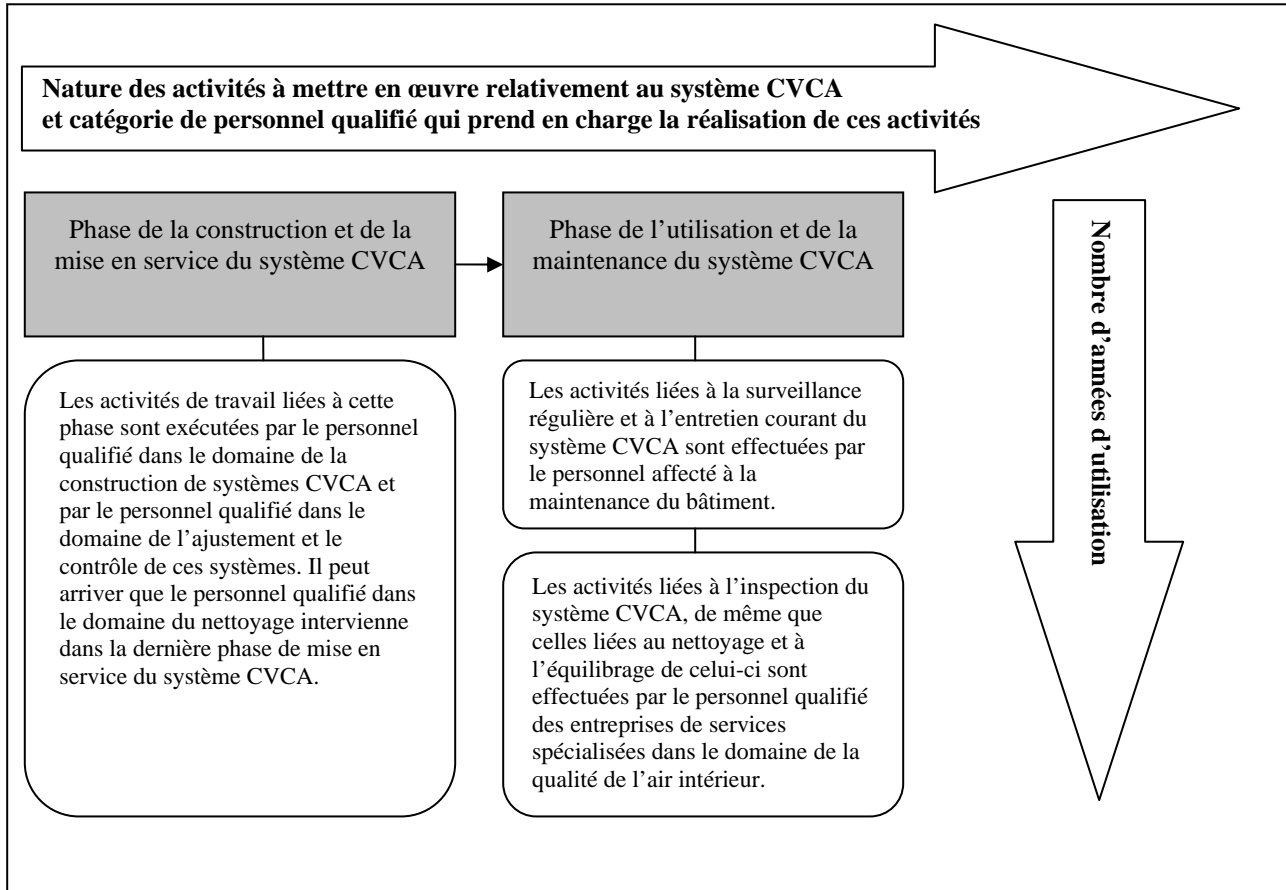 Nature des activités à mettre en œuvre relativement au système CVCA
et catégorie de personnel qualifié qui prend en charge la réalisation de ces activités
Phase de la construction et de la
mise en service du système CVCA
Phase de l’utilisation et de la
maintenance du système CVCA
Les activités de travail liées à cette
phase sont exécutées par le personnel
qualifié dans le domaine de la
construction de systèmes CVCA et
par le personnel qualifié dans le
domaine de l’ajustement et le
contrôle de ces systèmes. Il peut
arriver que le personnel qualifié dans
le domaine du nettoyage intervienne
dans la dernière phase de mise en
service du système CVCA.
Les activités liées à la surveillance
régulière et à l’entretien courant du
système CVCA sont effectuées par
le personnel affecté à la
maintenance du bâtiment.
Les activités liées à l’inspection du
système CVCA, de même que
celles liées au nettoyage et à
l’équilibrage de celui-ci sont
effectuées par le personnel qualifié
des entreprises de services
spécialisées dans le domaine de la
qualité de l’air intérieur.
Nombre d’années d’utilisation